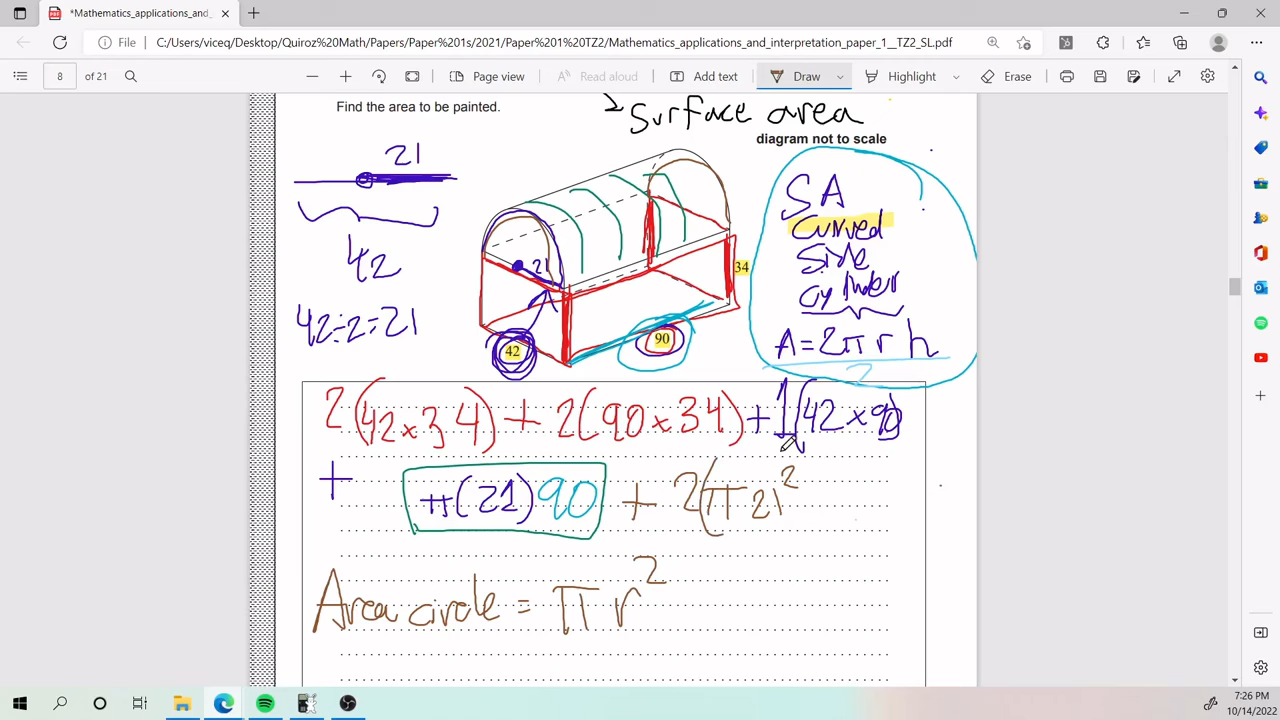 *Mathematics_applications_and_
File C:/Users/viceq/Desktop/Quiroz%20Math/Papers/Paper%201s/2021/Paper%201%20TZ2/Mathematics_applications_and_interpretation_paper_1__TZ2_SL.pdf
8 of 21 Page view Read aloud Add text Draw Highlight Erase
Find the area to be painted.
Surface area
diagram not to scale
21
42
42÷2=21
21
34
90
42
SA
curved
side
cylinder
A = 2πrh
2
2(42×34) + 2(90×34) + 1(42×90)
+ π(21)90 + 2(π21²
Area circle = πr²
7:26 PM
10/14/2022